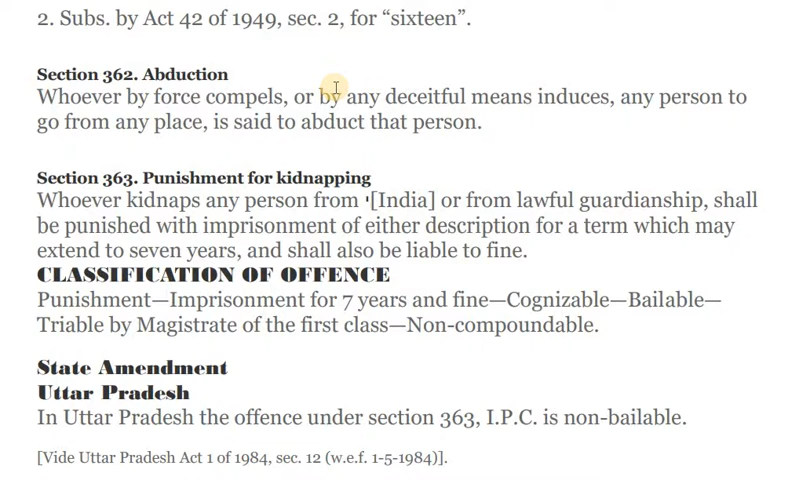 2. Subs. by Act 42 of 1949, sec. 2, for “sixteen”.
Section 362. Abduction
Whoever by force compels, or by any deceitful means induces, any person to
go from any place, is said to abduct that person.
Section 363. Punishment for kidnapping
Whoever kidnaps any person from ¹[India] or from lawful guardianship, shall
be punished with imprisonment of either description for a term which may
extend to seven years, and shall also be liable to fine.
CLASSIFICATION OF OFFENCE
Punishment—Imprisonment for 7 years and fine—Cognizable—Bailable—
Triable by Magistrate of the first class—Non-compoundable.
State Amendment
Uttar Pradesh
In Uttar Pradesh the offence under section 363, I.P.C. is non-bailable.
[Vide Uttar Pradesh Act 1 of 1984, sec. 12 (w.e.f. 1-5-1984)].